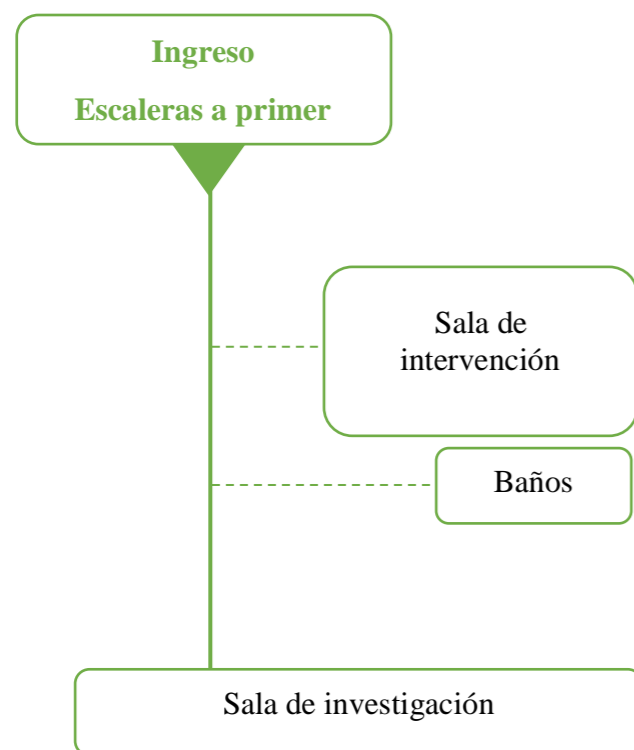 Ingreso
Escaleras a primer
Sala de
intervención
Baños
Sala de investigación